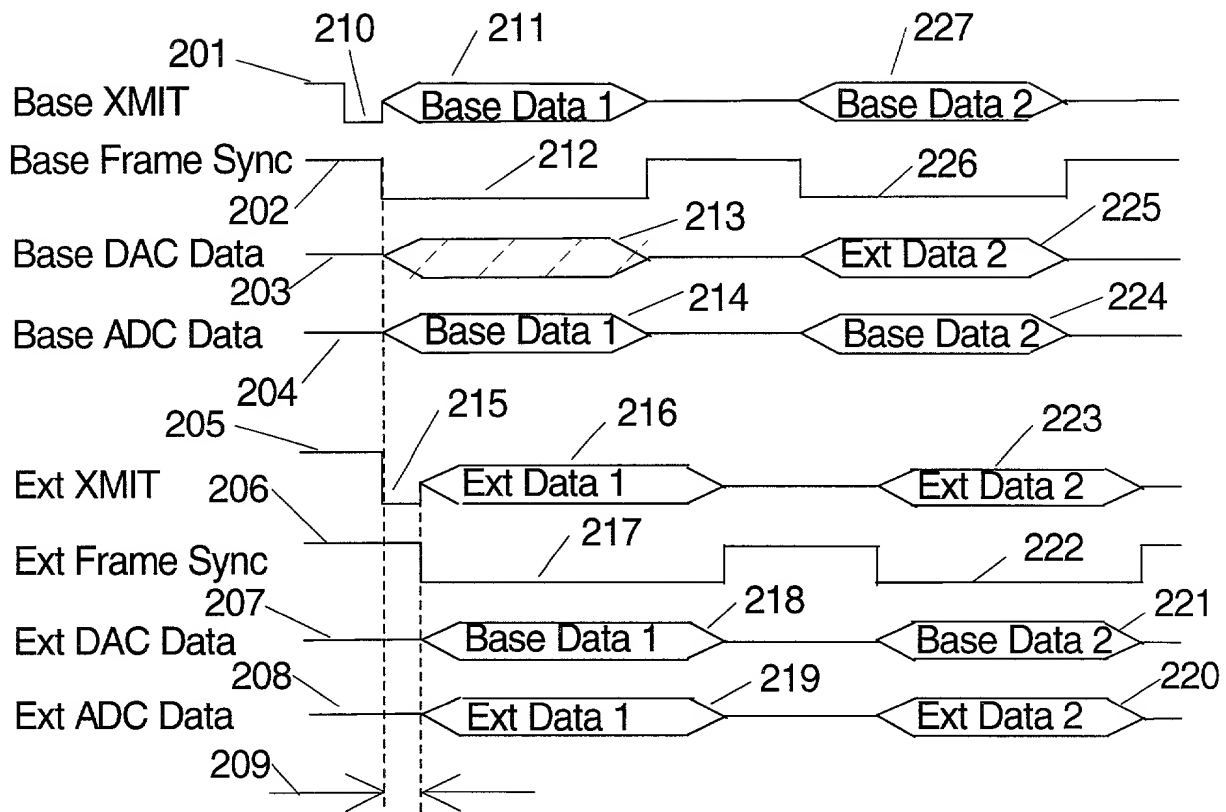 210 211 227
201
Base XMIT Base Data 1 Base Data 2
Base Frame Sync 212 226
202 213 225
Base DAC Data Ext Data 2
203 214 224
Base ADC Data Base Data 1 Base Data 2
204
205 215 216 223
Ext XMIT Ext Data 1 Ext Data 2
206
Ext Frame Sync 217 222
207 218 221
Ext DAC Data Base Data 1 Base Data 2
208 219 220
Ext ADC Data Ext Data 1 Ext Data 2
209